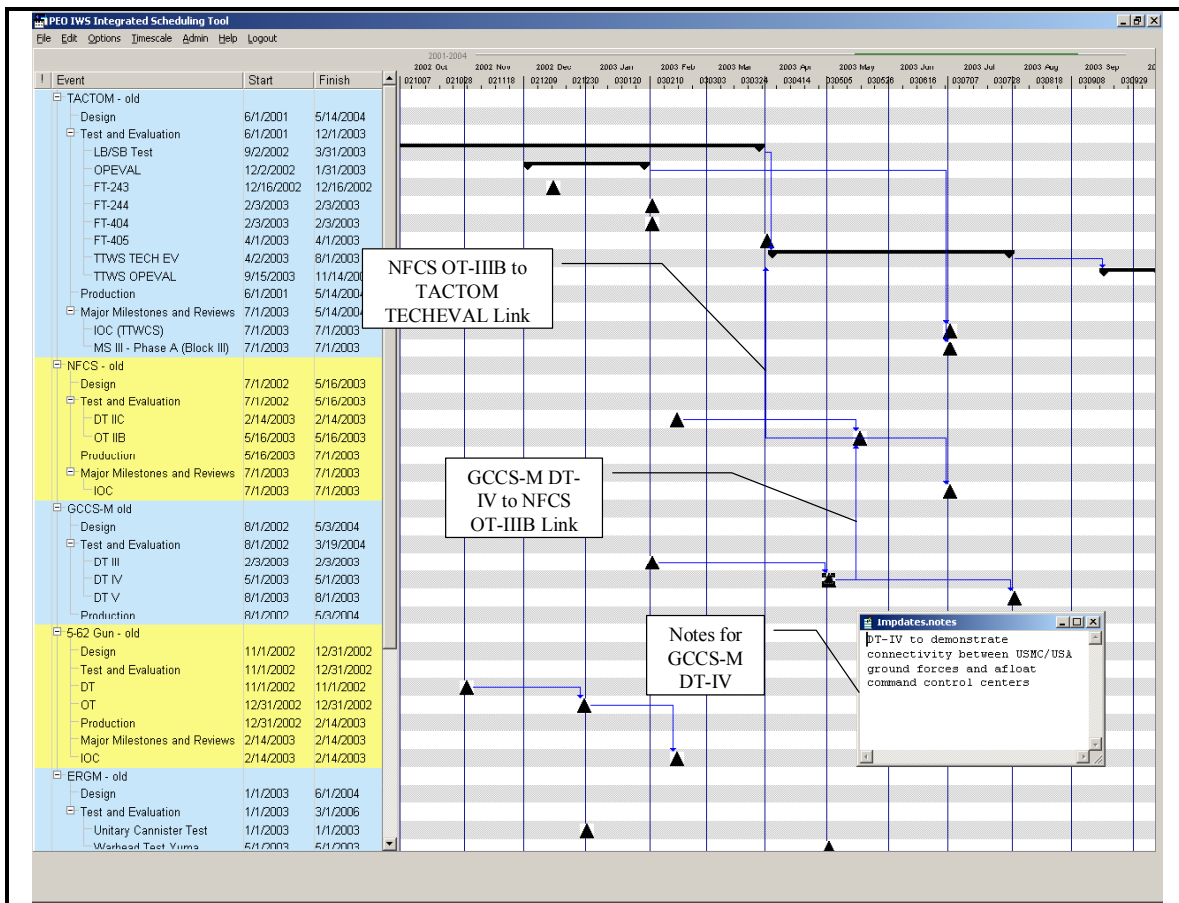 PEO IWS Integrated Scheduling Tool
File Edit Options Timescale Admin Help Logout
2001-2004
2002 Oct 2002 Nov 2002 Dec 2003 Jan 2003 Feb 2003 Mar 2003 Apr 2003 May 2003 Jun 2003 Jul 2003 Aug 2003 Sep 20
! Event Start Finish 021007 021028 021118 021209 021230 030120 030210 030303 030324 030414 030505 030526 030616 030707 030728 030818 030908 030929
TACTOM - old
Design 6/1/2001 5/14/2004
Test and Evaluation 6/1/2001 12/1/2003
LB/SB Test 9/2/2002 3/31/2003
OPEVAL 12/2/2002 1/31/2003
FT-243 12/16/2002 12/16/2002
FT-244 2/3/2003 2/3/2003
FT-404 2/3/2003 2/3/2003
FT-405 4/1/2003 4/1/2003
TTWS TECH EV 4/2/2003 8/1/2003
TTWS OPEVAL 9/15/2003 11/14/200
Production 6/1/2001 5/14/2004
Major Milestones and Reviews 7/1/2003 5/14/2004
IOC (TTWCS) 7/1/2003 7/1/2003
MS III - Phase A (Block III) 7/1/2003 7/1/2003
NFCS - old
Design 7/1/2002 5/16/2003
Test and Evaluation 7/1/2002 5/16/2003
DT IIC 2/14/2003 2/14/2003
OT IIB 5/16/2003 5/16/2003
Production 5/16/2003 7/1/2003
Major Milestones and Reviews 7/1/2003 7/1/2003
IOC 7/1/2003 7/1/2003
GCCS-M old
Design 8/1/2002 5/3/2004
Test and Evaluation 8/1/2002 3/19/2004
DT III 2/3/2003 2/3/2003
DT IV 5/1/2003 5/1/2003
DT V 8/1/2003 8/1/2003
Production 8/1/2002 5/3/2004
5-62 Gun - old
Design 11/1/2002 12/31/2002
Test and Evaluation 11/1/2002 12/31/2002
DT 11/1/2002 11/1/2002
OT 12/31/2002 12/31/2002
Production 12/31/2002 2/14/2003
Major Milestones and Reviews 2/14/2003 2/14/2003
IOC 2/14/2003 2/14/2003
ERGM - old
Design 1/1/2003 6/1/2004
Test and Evaluation 1/1/2003 3/1/2006
Unitary Cannister Test 1/1/2003 1/1/2003
Warhead Test Yuma 5/1/2003 5/1/2003
NFCS OT-IIIB to
TACTOM
TECHEVAL Link
GCCS-M DT-
IV to NFCS
OT-IIIB Link
Notes for
GCCS-M
DT-IV
Impdates.notes
DT-IV to demonstrate
connectivity between USMC/USA
ground forces and afloat
command control centers